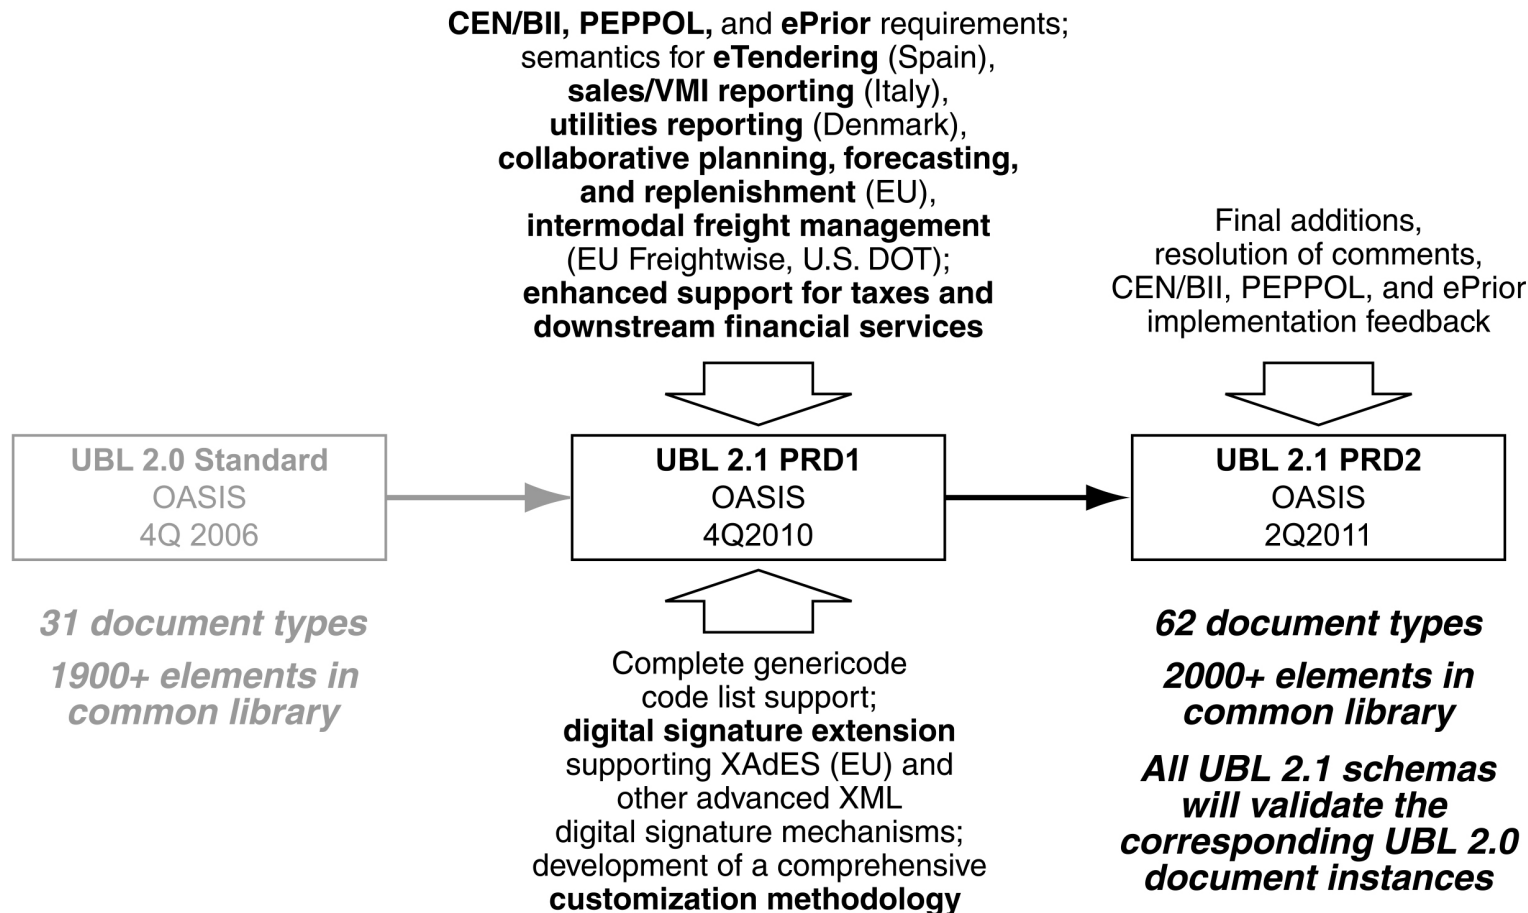 CEN/BII, PEPPOL, and ePrior requirements;
semantics for eTendering (Spain),
sales/VMI reporting (Italy),
utilities reporting (Denmark),
collaborative planning, forecasting,
and replenishment (EU),
intermodal freight management
(EU Freightwise, U.S. DOT);
enhanced support for taxes and
downstream financial services
Final additions,
resolution of comments,
CEN/BII, PEPPOL, and ePrior
implementation feedback
UBL 2.0 Standard
OASIS
4Q 2006
UBL 2.1 PRD1
OASIS
4Q2010
UBL 2.1 PRD2
OASIS
2Q2011
31 document types
1900+ elements in
common library
Complete genericode
code list support;
digital signature extension
supporting XAdES (EU) and
other advanced XML
digital signature mechanisms;
development of a comprehensive
customization methodology
62 document types
2000+ elements in
common library
All UBL 2.1 schemas
will validate the
corresponding UBL 2.0
document instances